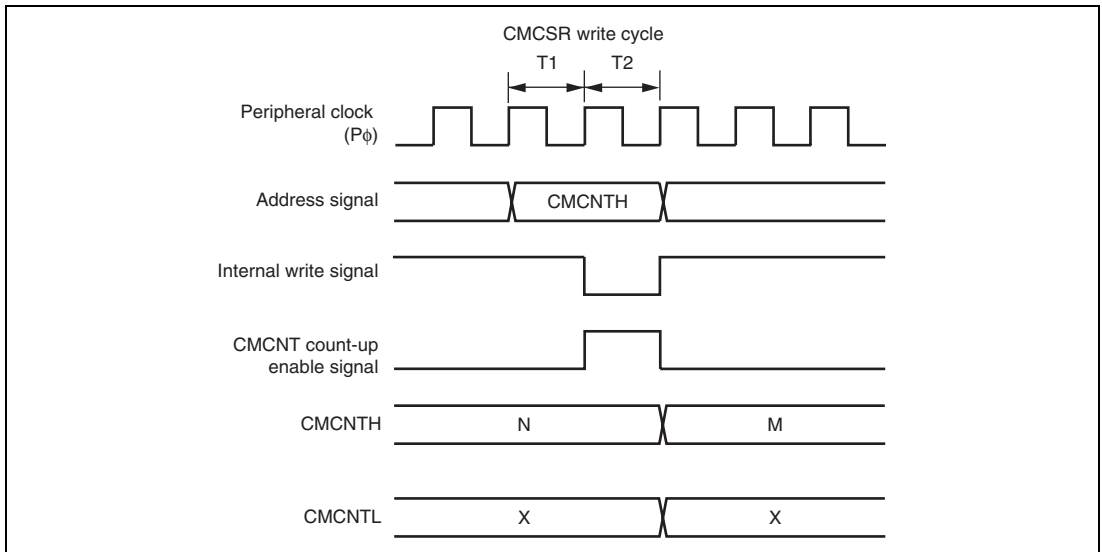 CMCSR write cycle
T1 T2
Peripheral clock
(Pϕ)
Address signal CMCNTH
Internal write signal
CMCNT count-up
enable signal
CMCNTH N M
CMCNTL X X